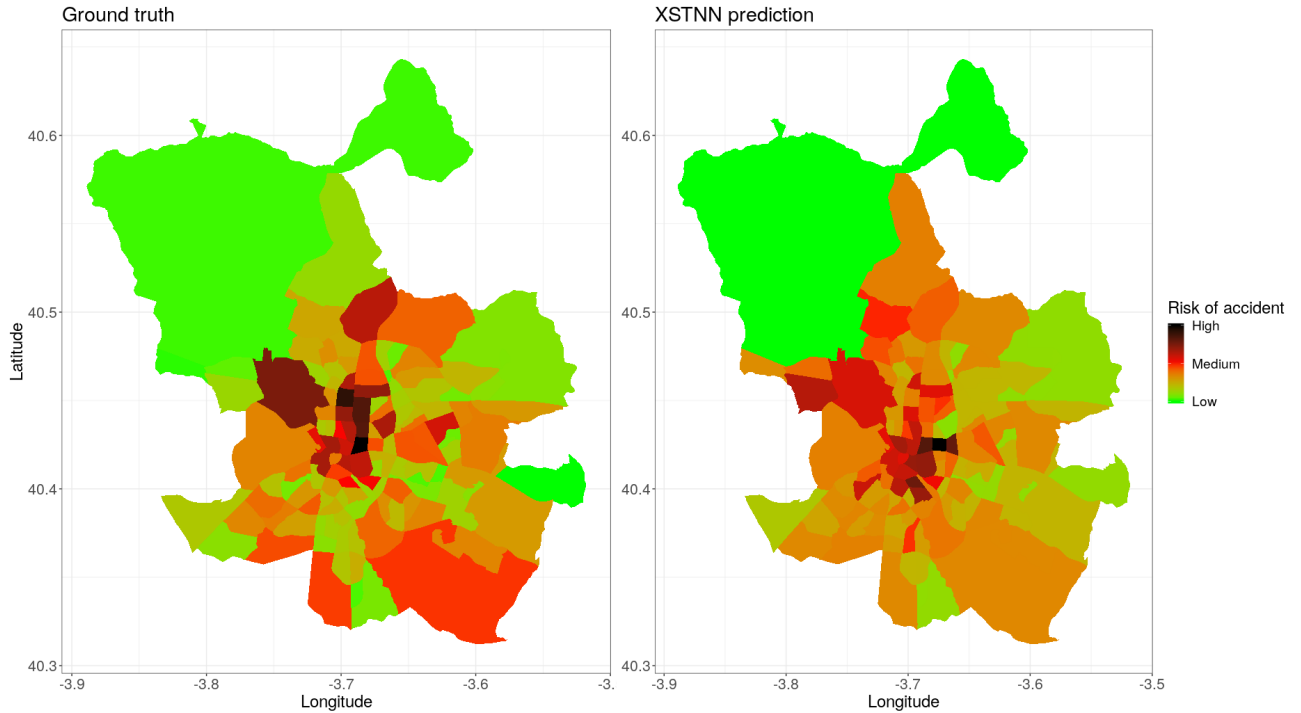 Ground truth
XSTNN prediction
40.6
40.5
40.4
40.3
Latitude
-3.9
-3.8
-3.7
-3.6
-3.
Longitude
40.6
40.5
40.4
40.3
-3.9
-3.8
-3.7
-3.6
-3.5
Longitude
Risk of accident
High
Medium
Low